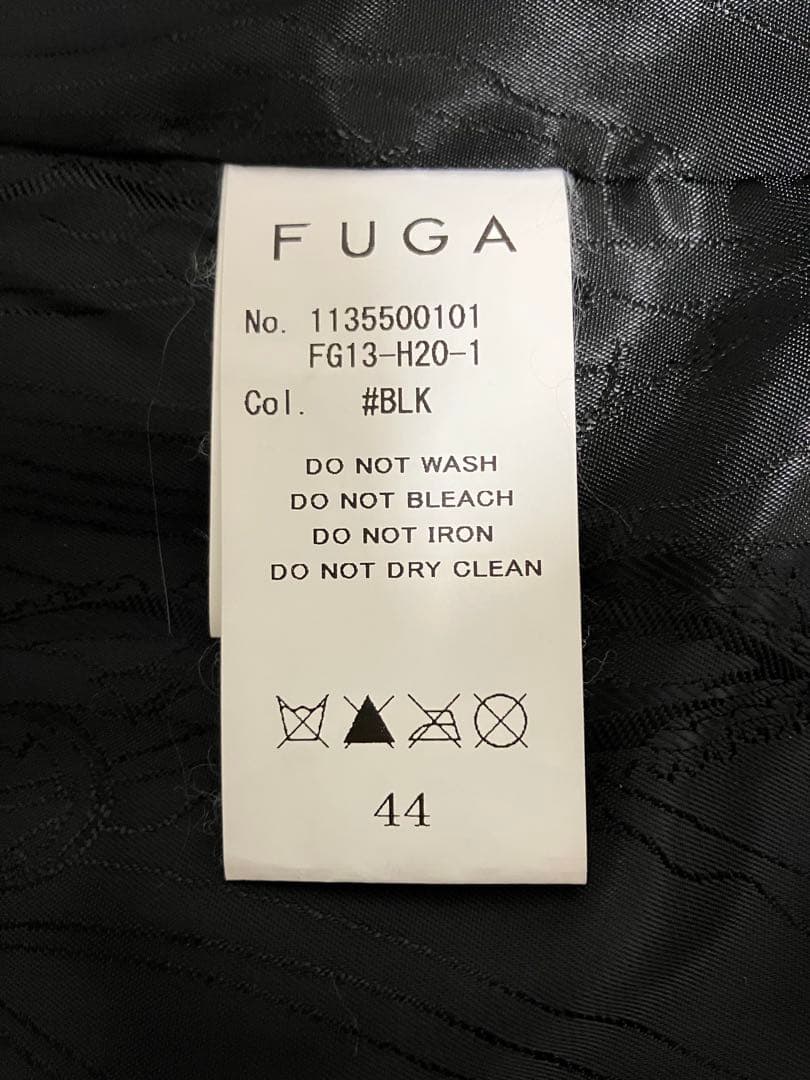 FUGA
No. 1135500101
FG13-H20-1
Col. #BLK
DO NOT WASH
DO NOT BLEACH
DO NOT IRON
DO NOT DRY CLEAN
44